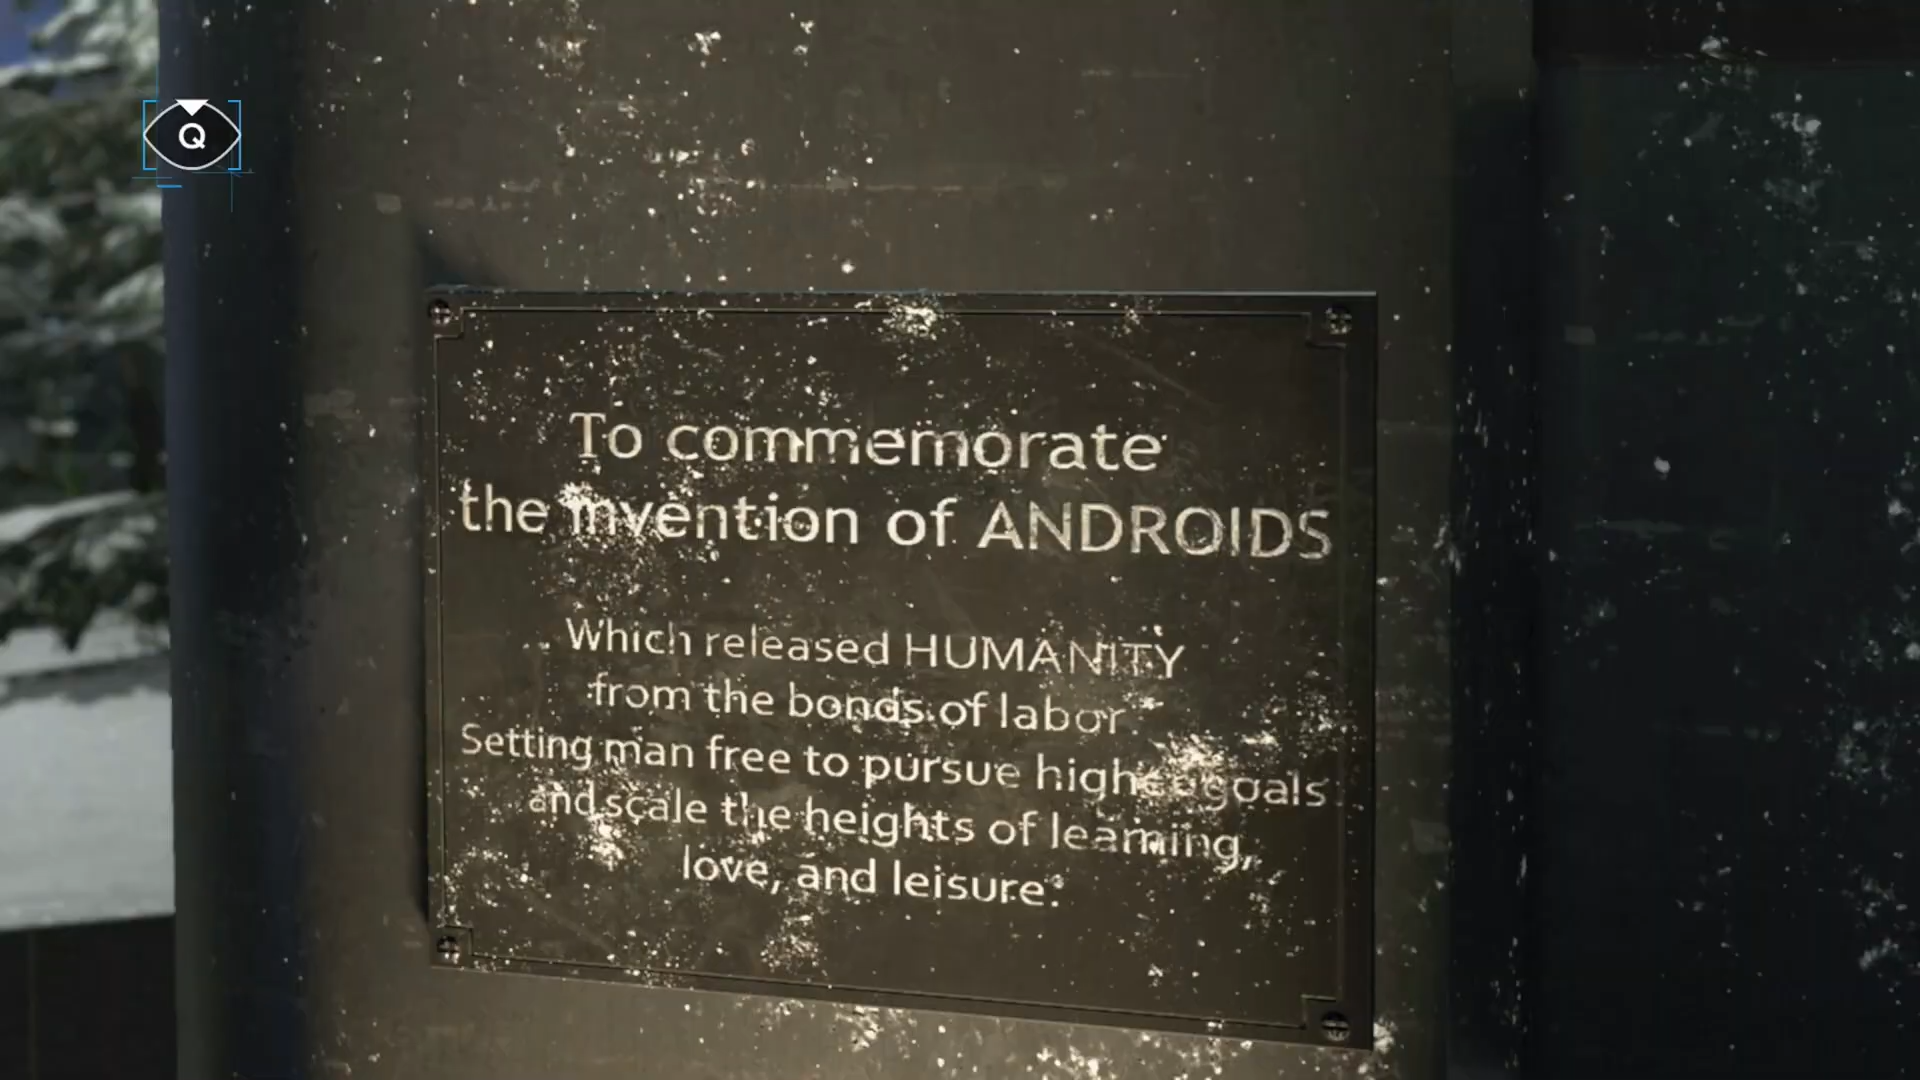 Q
To commemorate
the invention of ANDROIDS
Which released HUMANITY
from the bonds of labor
Setting man free to pursue higher goals
and scale the heights of learning,
love, and leisure.